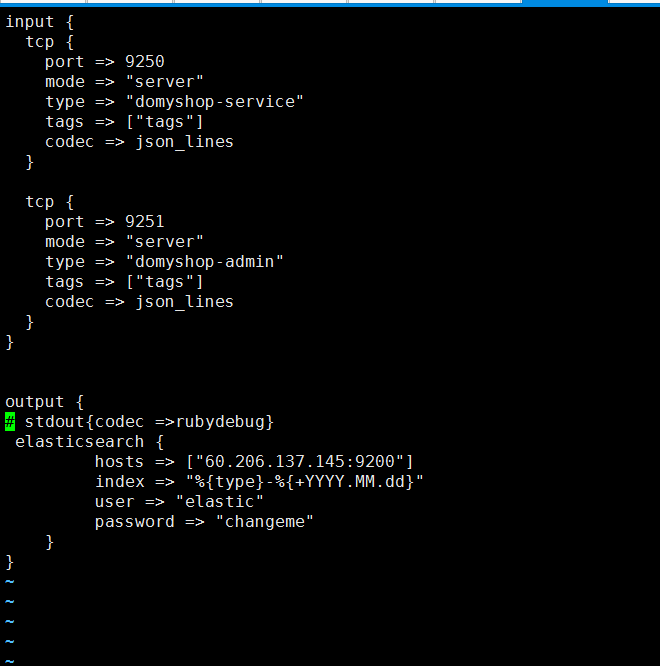 input {
  tcp {
    port => 9250
    mode => "server"
    type => "domyshop-service"
    tags => ["tags"]
    codec => json_lines
  }

  tcp {
    port => 9251
    mode => "server"
    type => "domyshop-admin"
    tags => ["tags"]
    codec => json_lines
  }
}


output {
# stdout{codec =>rubydebug}
 elasticsearch {
         hosts => ["60.206.137.145:9200"]
         index => "%{type}-%{+YYYY.MM.dd}"
         user => "elastic"
         password => "changeme"
    }
}
~
~
~
~
~